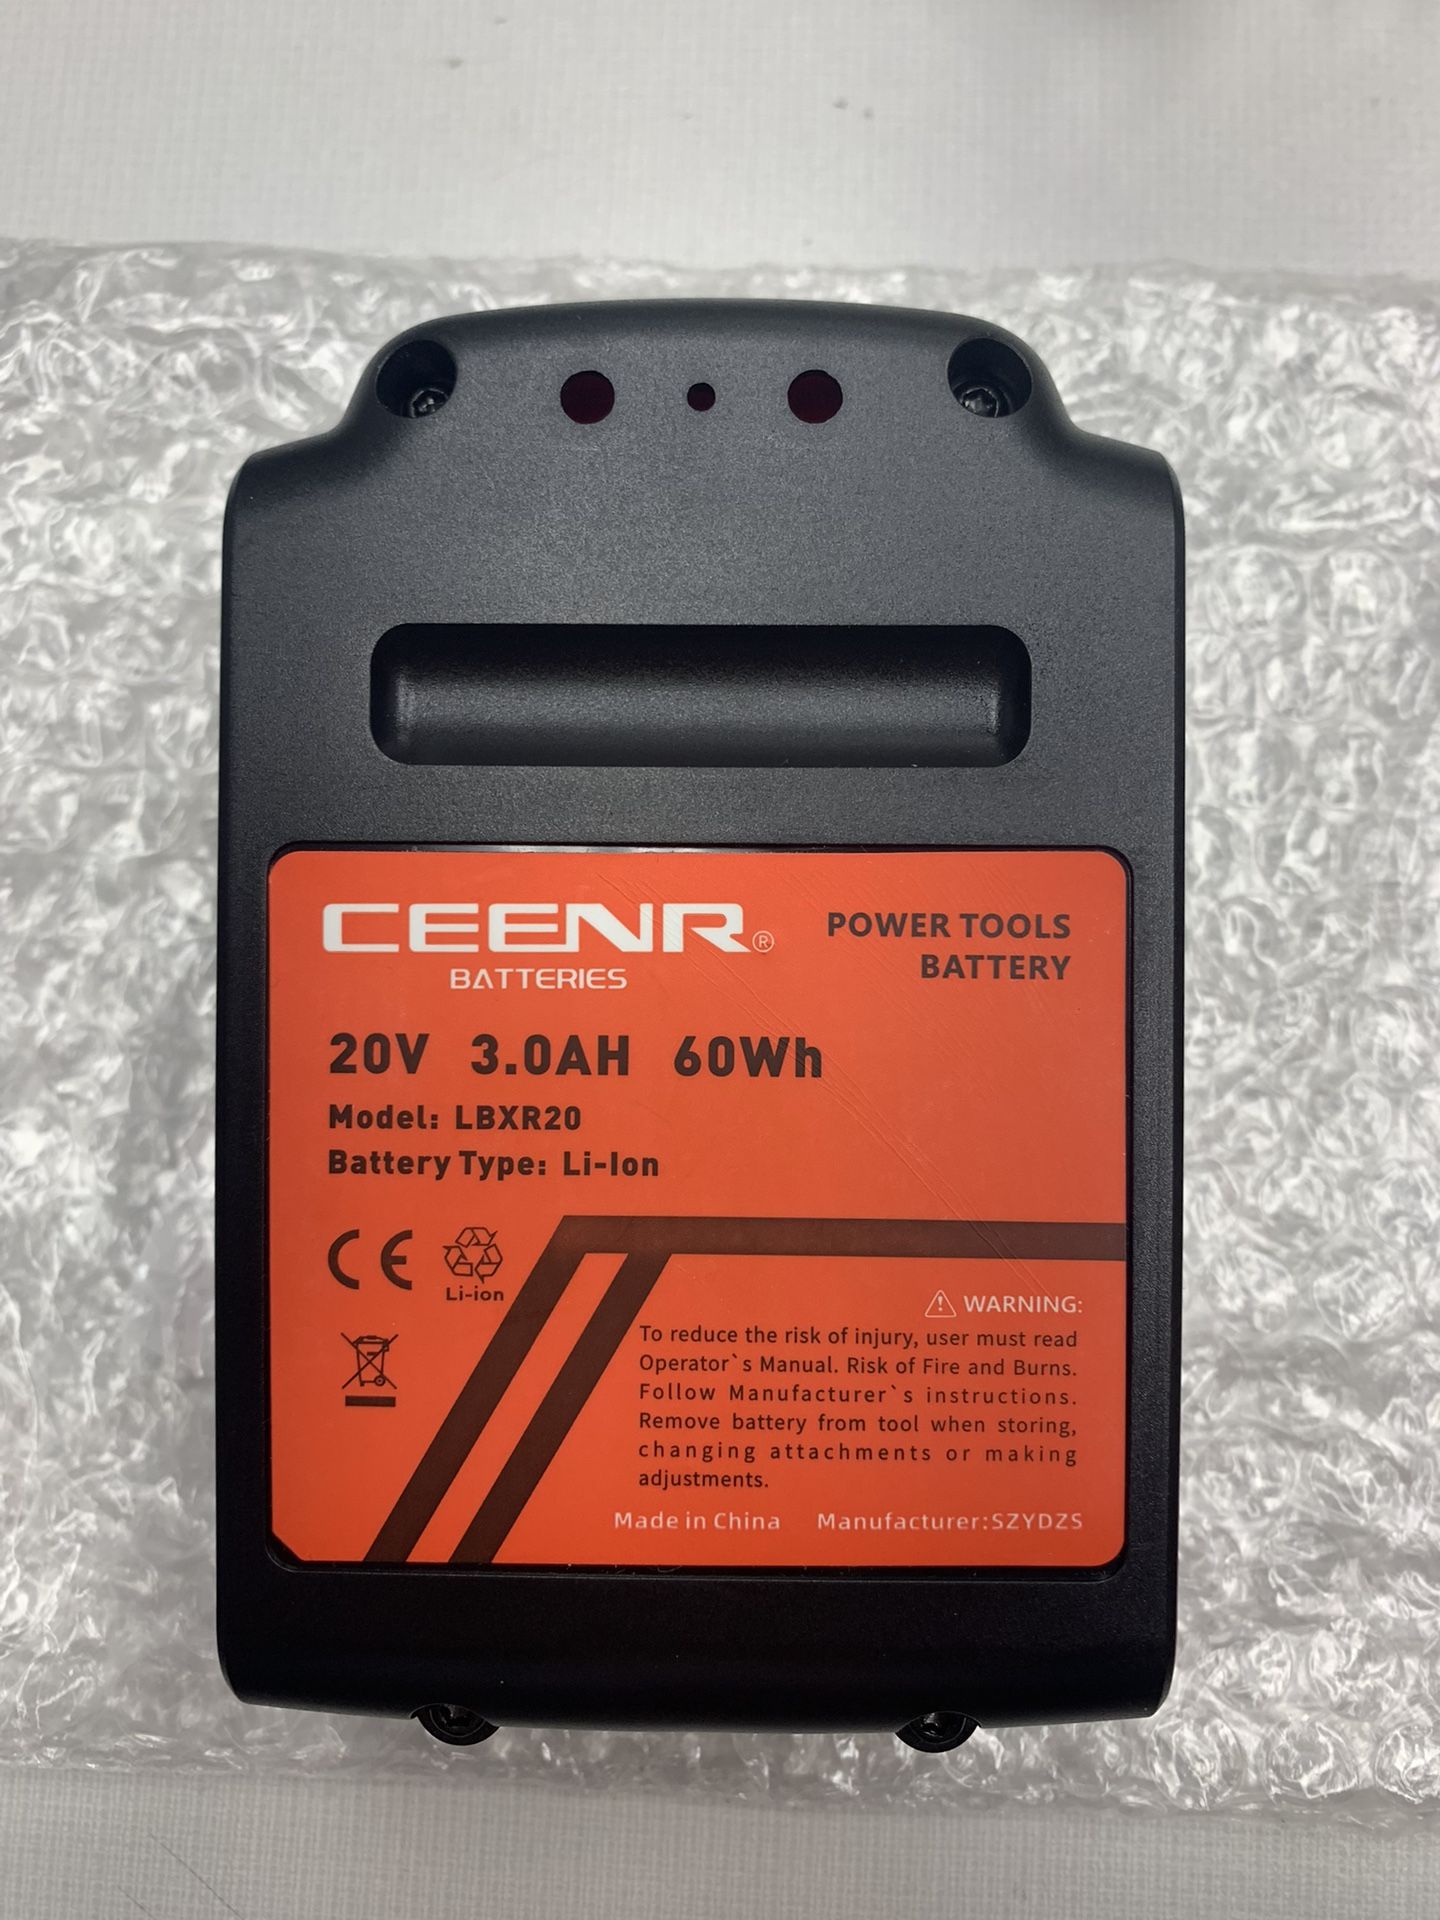 CEENR®
BATTERIES
POWER TOOLS
BATTERY
20V 3.0AH 60Wh
Model: LBXR20
Battery Type: Li-Ion
CE
Li-ion
WARNING:
To reduce the risk of injury, user must read
Operator`s Manual. Risk of Fire and Burns.
Follow Manufacturer`s instructions.
Remove battery from tool when storing,
changing attachments or making
adjustments.
Made in China Manufacturer:SZYDZS